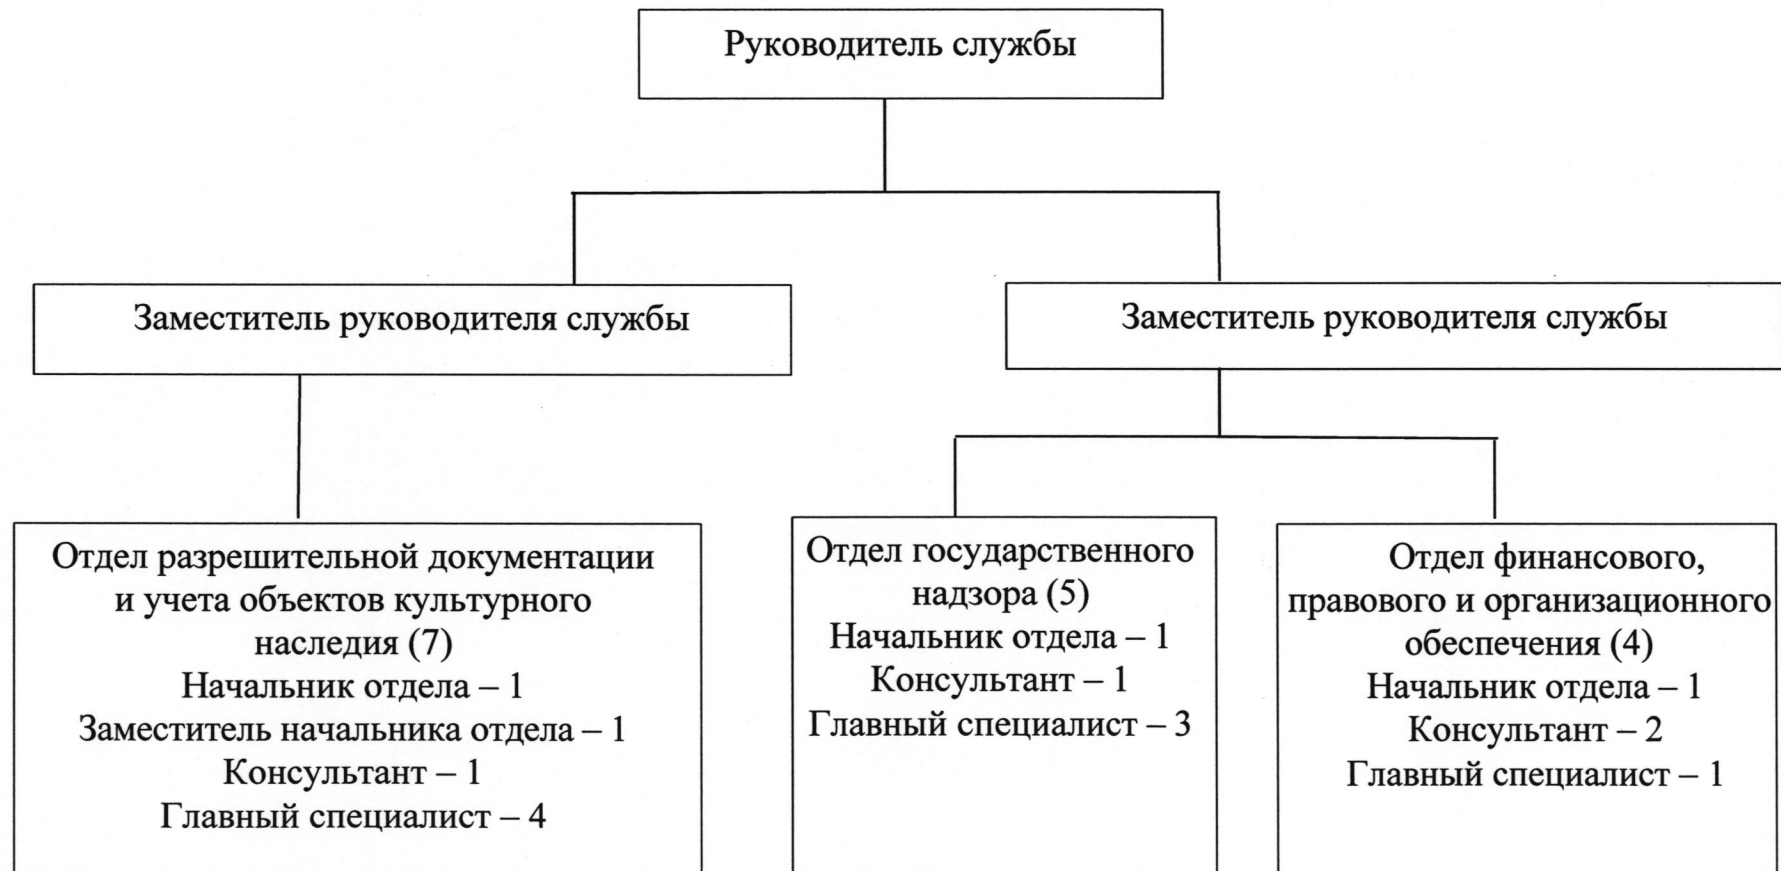 Руководитель службы
Заместитель руководителя службы
Заместитель руководителя службы
Отдел разрешительной документации
и учета объектов культурного
наследия (7)
Начальник отдела – 1
Заместитель начальника отдела – 1
Консультант – 1
Главный специалист – 4
Отдел государственного
надзора (5)
Начальник отдела – 1
Консультант – 1
Главный специалист – 3
Отдел финансового,
правового и организационного
обеспечения (4)
Начальник отдела – 1
Консультант – 2
Главный специалист – 1